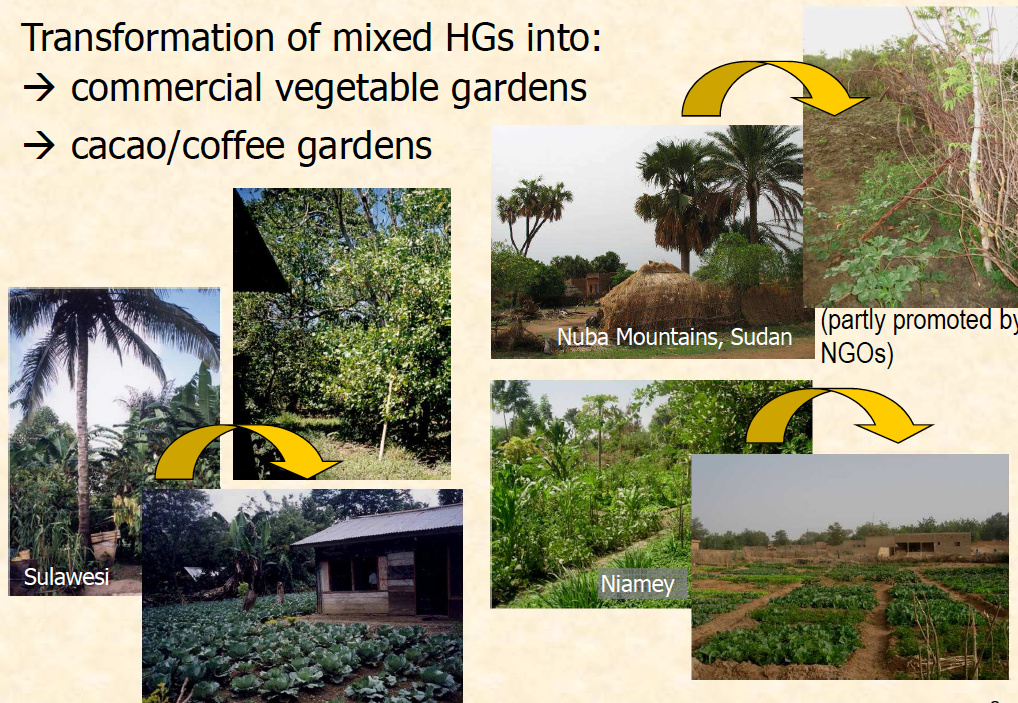 Transformation of mixed HGs into:
→ commercial vegetable gardens
→ cacao/coffee gardens
Nuba Mountains, Sudan
(partly promoted by
NGOs)
Sulawesi
Niamey